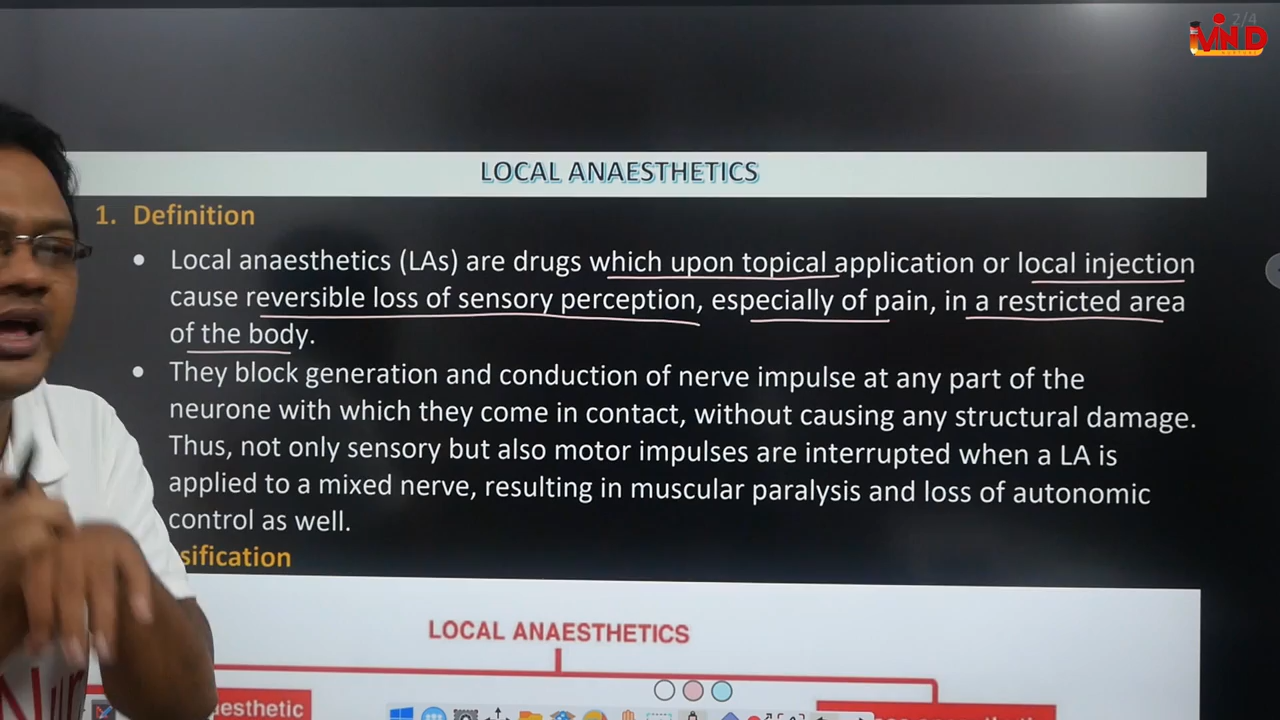 2/4
ViND
LOCAL ANAESTHETICS
1. Definition
• Local anaesthetics (LAs) are drugs which upon topical application or local injection
cause reversible loss of sensory perception, especially of pain, in a restricted area
of the body.
• They block generation and conduction of nerve impulse at any part of the
neurone with which they come in contact, without causing any structural damage.
Thus, not only sensory but also motor impulses are interrupted when a LA is
applied to a mixed nerve, resulting in muscular paralysis and loss of autonomic
control as well.
sification
LOCAL ANAESTHETICS
aesthetic